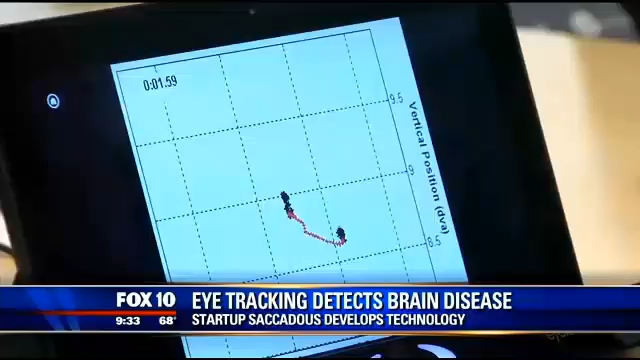 0:01.59
9.5
9
8.5
Vertical Position (dva)
FOX 10
EYE TRACKING DETECTS BRAIN DISEASE
9:33 68°
STARTUP SACCADOUS DEVELOPS TECHNOLOGY